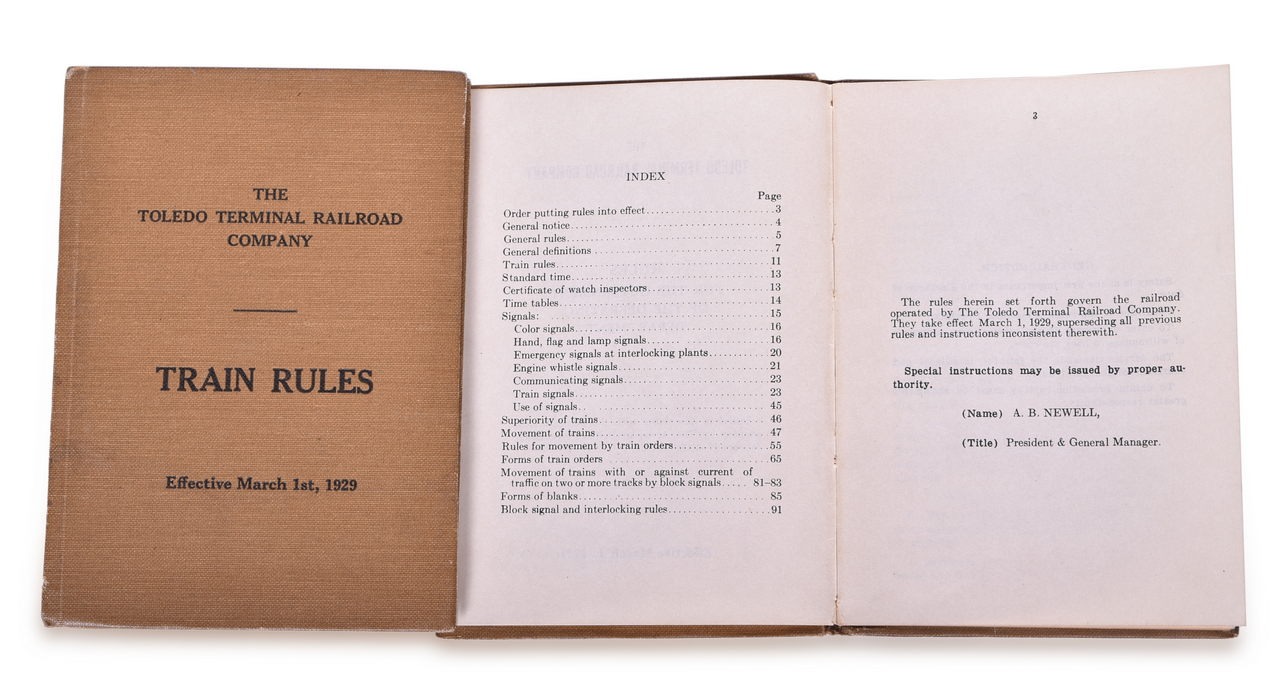 THE
TOLEDO TERMINAL RAILROAD
COMPANY
TRAIN RULES
Effective March 1st, 1929
INDEX
Page
Order putting rules into effect........................3
General notice........................4
General rules........................5
General definitions ........................7
Train rules........................11
Standard time........................13
Certificate of watch inspectors........................13
Time tables........................14
Signals: ........................15
Color signals........................16
Hand, flag and lamp signals........................16
Emergency signals at interlocking plants...........20
Engine whistle signals........................21
Communicating signals........................23
Train signals........................23
Use of signals........................45
Superiority of trains........................46
Movement of trains........................47
Rules for movement by train orders.................55
Forms of train orders ........................65
Movement of trains with or against current of
traffic on two or more tracks by block signals..... 81–83
Forms of blanks........................85
Block signal and interlocking rules..................91
3
The rules herein set forth govern the railroad
operated by The Toledo Terminal Railroad Company.
They take effect March 1, 1929, superseding all previous
rules and instructions inconsistent therewith.
Special instructions may be issued by proper au-
thority.
(Name) A. B. NEWELL,
(Title) President & General Manager.